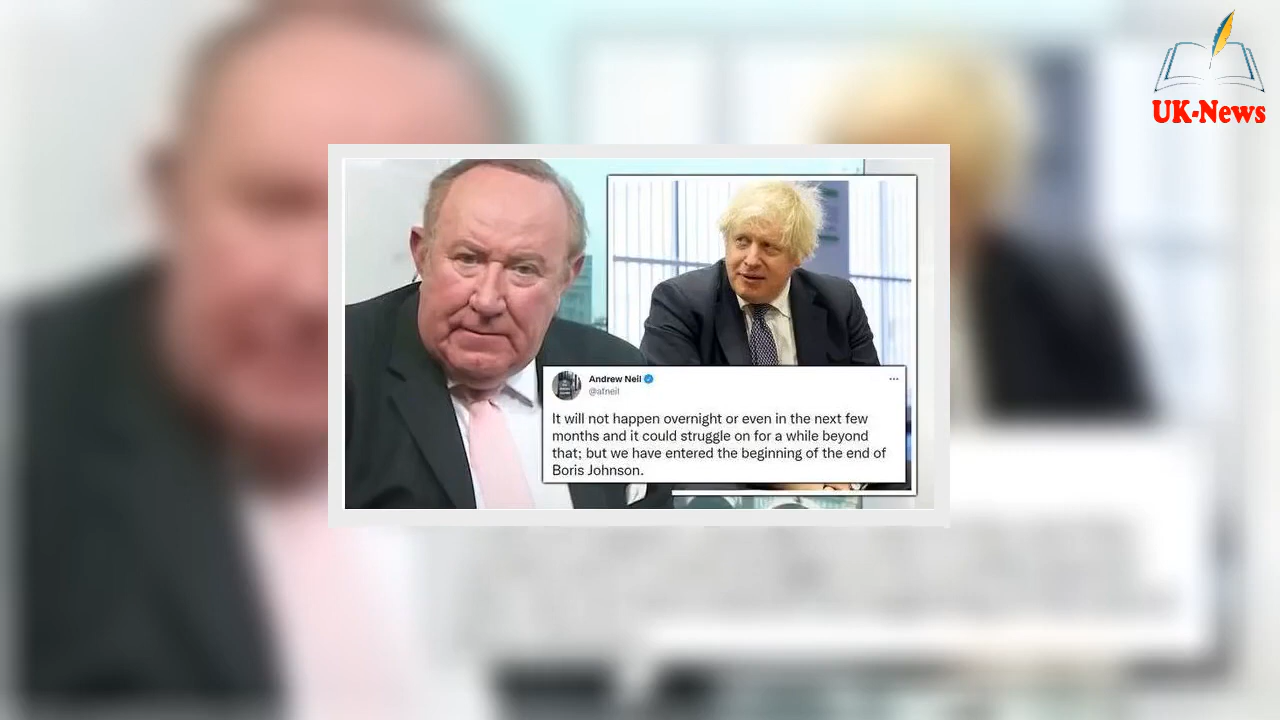 UK-News
Andrew Neil
@afneil
It will not happen overnight or even in the next few
months and it could struggle on for a while beyond
that; but we have entered the beginning of the end of
Boris Johnson.